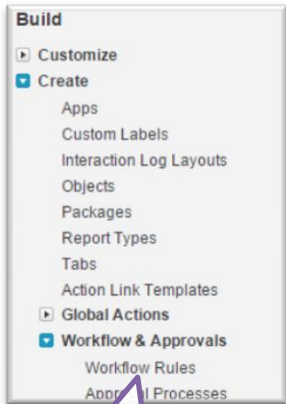 Build
Customize
Create
Apps
Custom Labels
Interaction Log Layouts
Objects
Packages
Report Types
Tabs
Action Link Templates
Global Actions
Workflow & Approvals
Workflow Rules
Processes